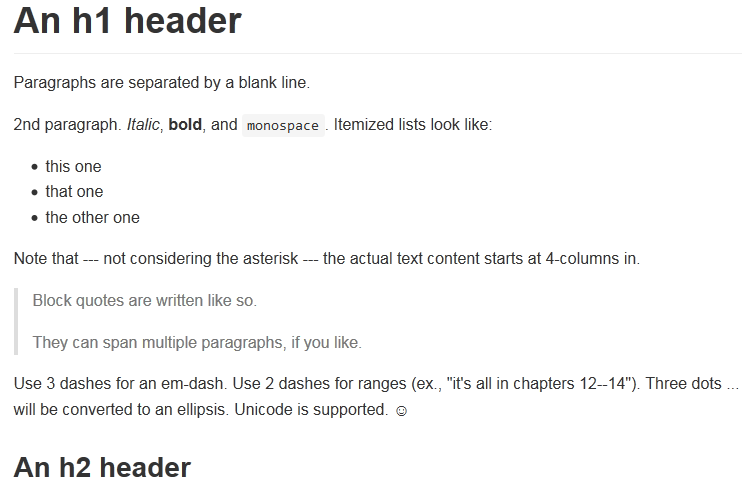 An h1 header
Paragraphs are separated by a blank line.
2nd paragraph. Italic, bold, and monospace . Itemized lists look like:
• this one
• that one
• the other one
Note that --- not considering the asterisk --- the actual text content starts at 4-columns in.
Block quotes are written like so.
They can span multiple paragraphs, if you like.
Use 3 dashes for an em-dash. Use 2 dashes for ranges (ex., "it's all in chapters 12--14"). Three dots ...
will be converted to an ellipsis. Unicode is supported. ☺
An h2 header